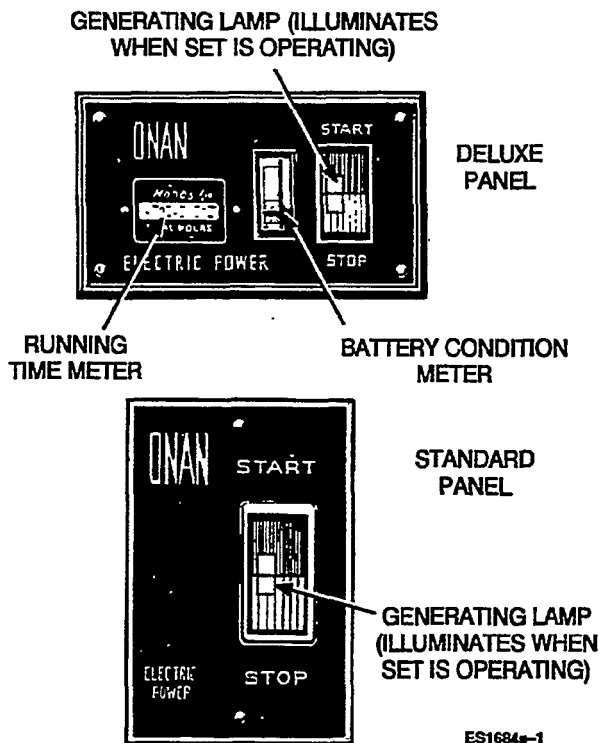 GENERATING LAMP (ILLUMINATES
WHEN SET IS OPERATING)
ONAN
START
DELUXE
PANEL
ELECTRIC POWER
STOP
RUNNING
TIME METER
BATTERY CONDITION
METER
ONAN
START
STANDARD
PANEL
GENERATING LAMP
(ILLUMINATES WHEN
SET IS OPERATING)
ELECTRIC
POWER
STOP